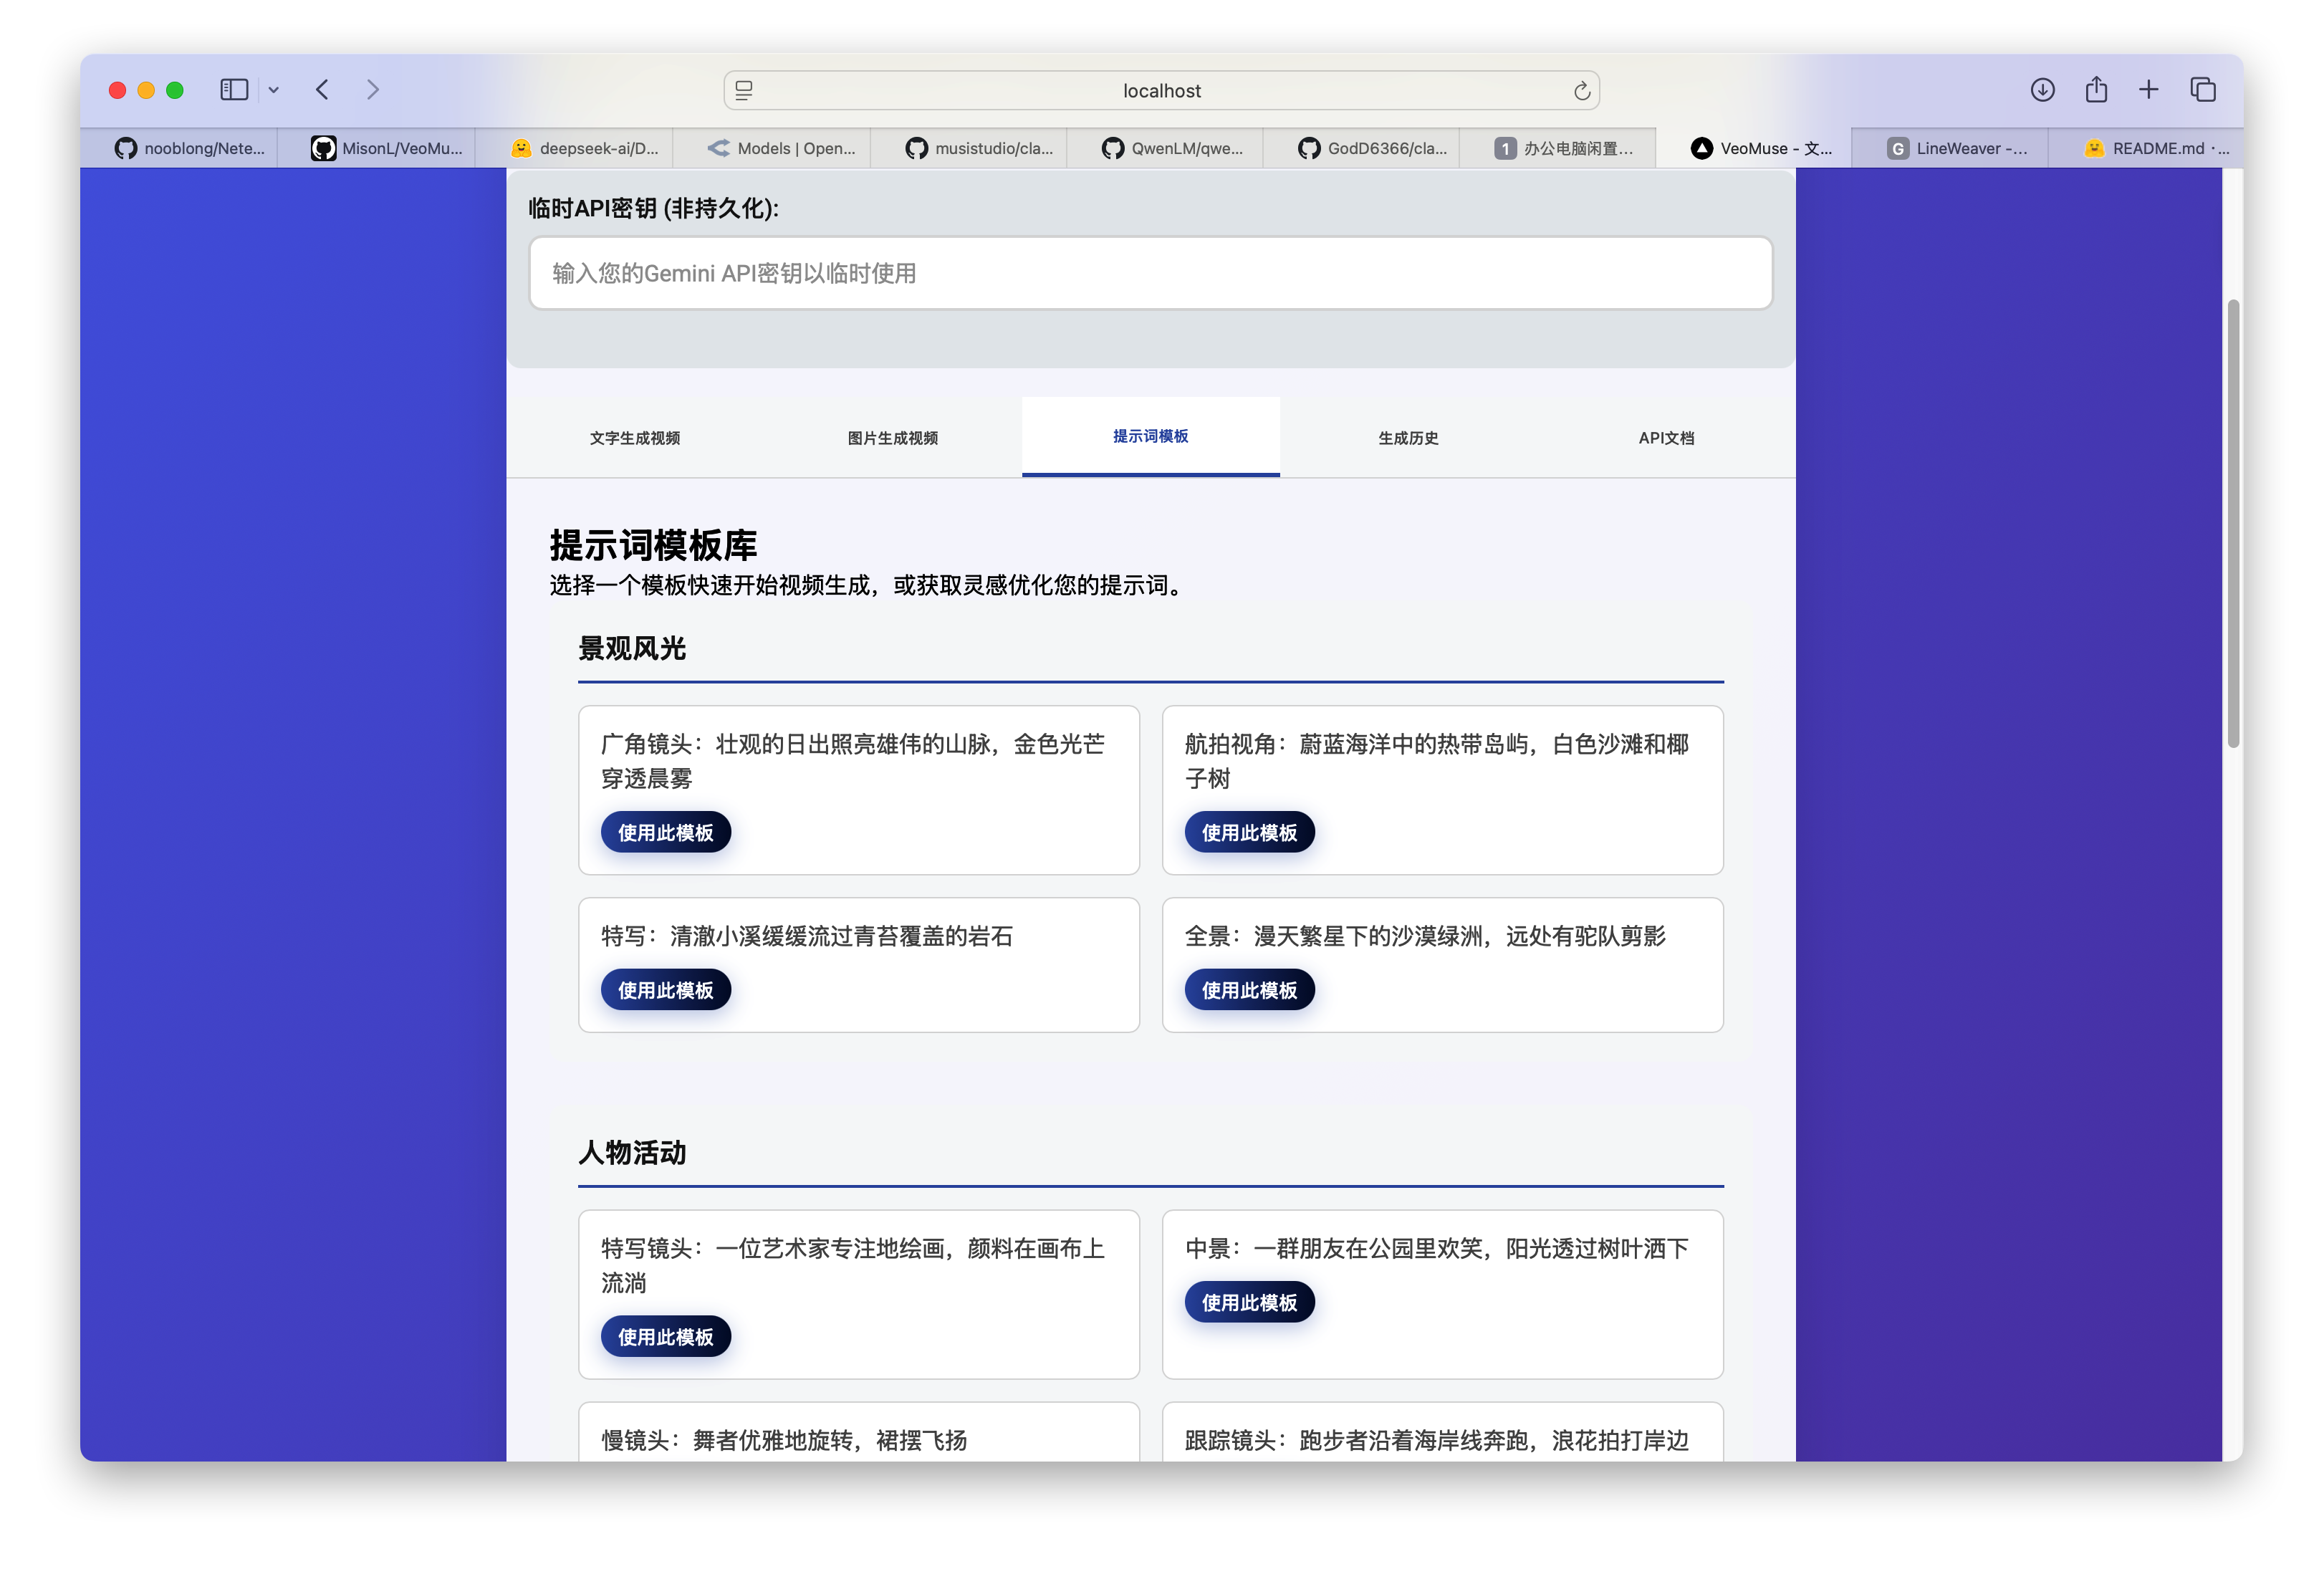 localhost
nooblong/Nete...
MisonL/VeoMu...
deepseek-ai/D...
Models | Open...
musistudio/cla...
QwenLM/qwe...
GodD6366/cla...
1 办公电脑闲置...
VeoMuse - 文...
G LineWeaver -...
README.md ·...
临时API密钥 (非持久化):
输入您的Gemini API密钥以临时使用
文字生成视频
图片生成视频
提示词模板
生成历史
API文档
提示词模板库
选择一个模板快速开始视频生成，或获取灵感优化您的提示词。
景观风光
广角镜头：壮观的日出照亮雄伟的山脉，金色光芒
穿透晨雾
使用此模板
航拍视角：蔚蓝海洋中的热带岛屿，白色沙滩和椰
子树
使用此模板
特写：清澈小溪缓缓流过青苔覆盖的岩石
使用此模板
全景：漫天繁星下的沙漠绿洲，远处有驼队剪影
使用此模板
人物活动
特写镜头：一位艺术家专注地绘画，颜料在画布上
流淌
使用此模板
中景：一群朋友在公园里欢笑，阳光透过树叶洒下
使用此模板
慢镜头：舞者优雅地旋转，裙摆飞扬
跟踪镜头：跑步者沿着海岸线奔跑，浪花拍打岸边